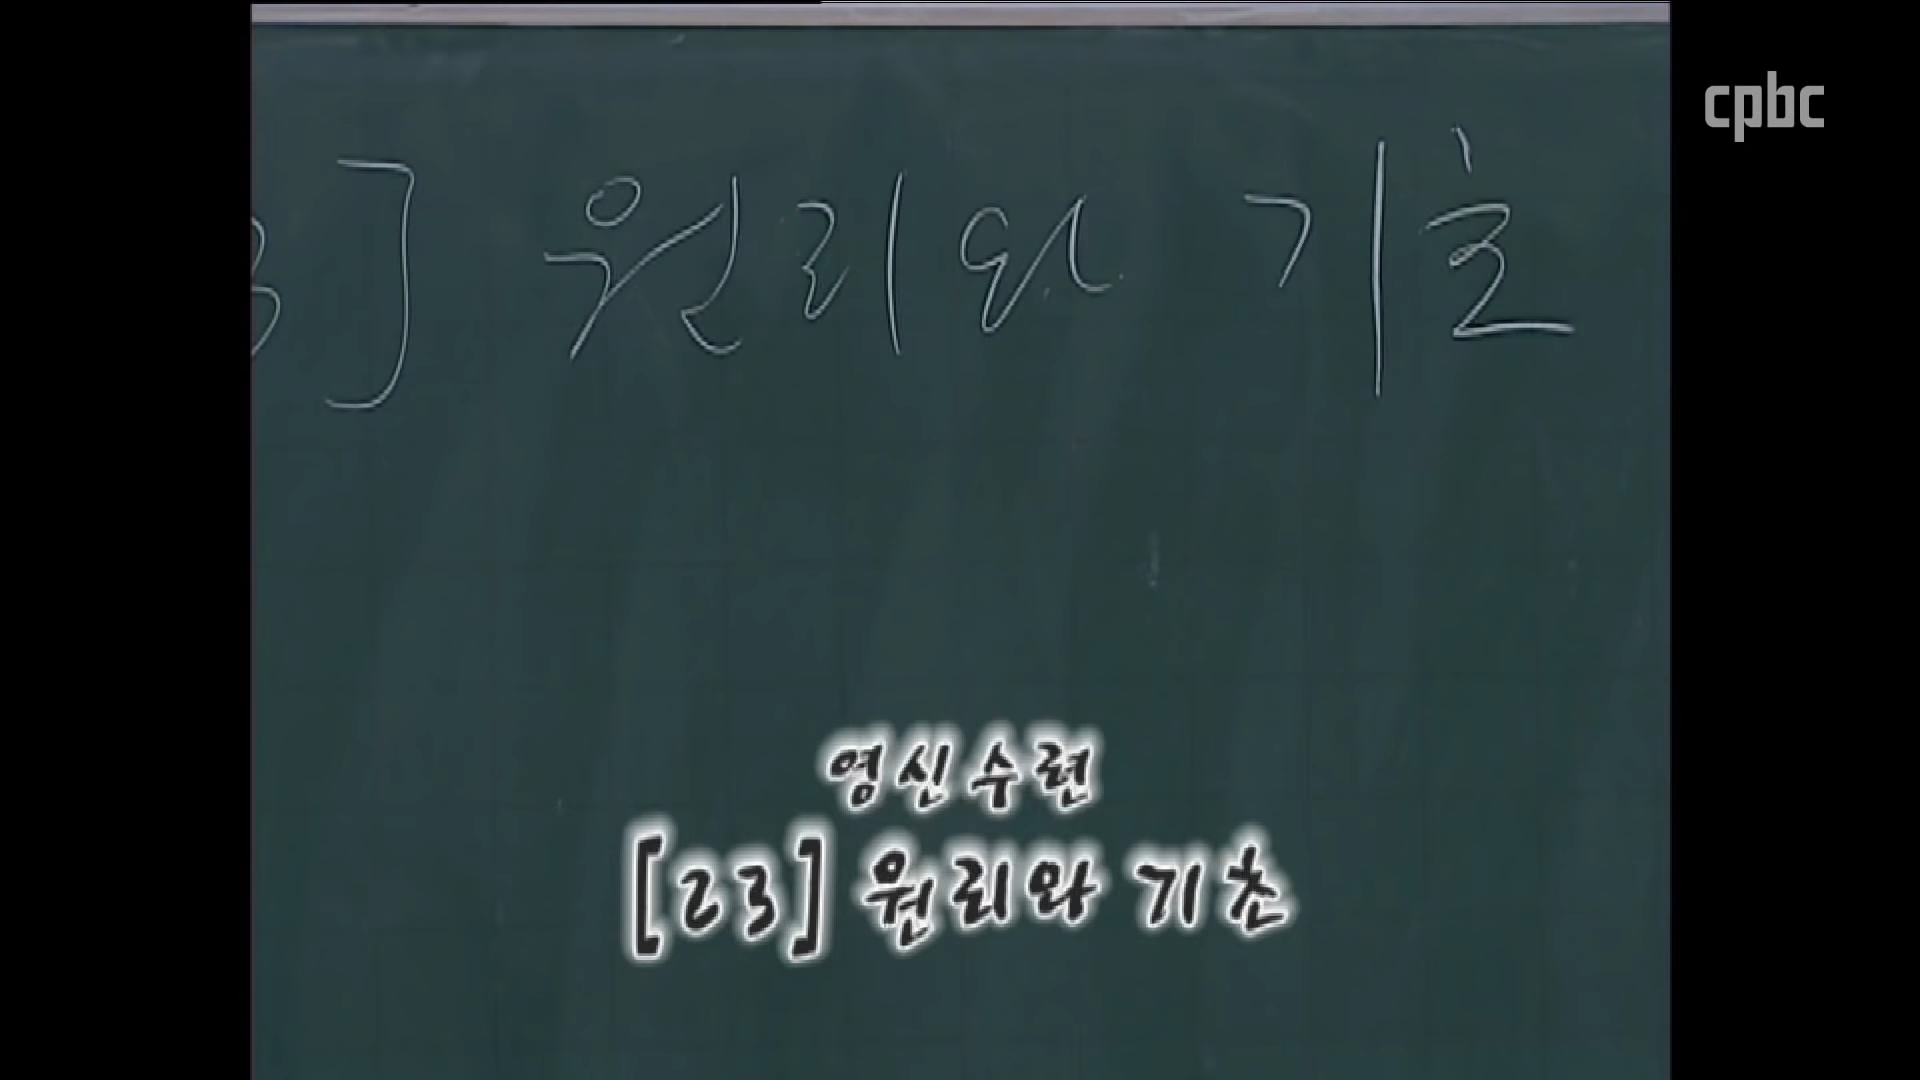 cpbc
3] 원리와 기초
영신수련
[23] 원리와 기초